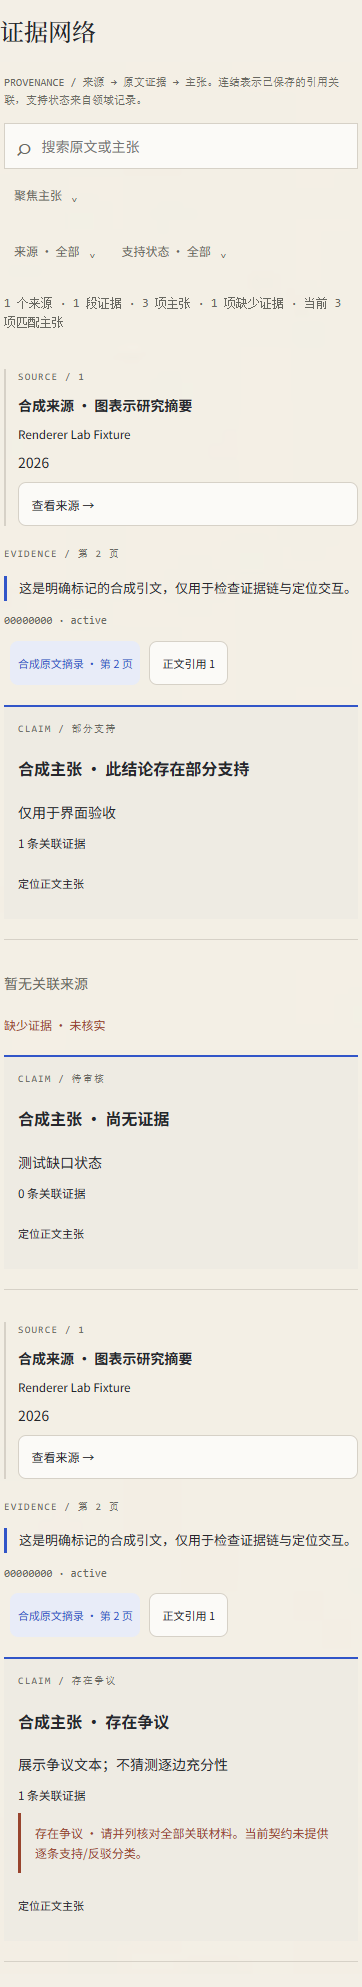 证据网络
PROVENANCE / 来源 → 原文证据 → 主张。连结表示已保存的引用关
联，支持状态来自领域记录。
搜索原文或主张
聚焦主张
来源 · 全部 支持状态 · 全部
1 个来源 · 1 段证据 · 3 项主张 · 1 项缺少证据 · 当前 3
项匹配主张
SOURCE / 1
合成来源 · 图表示研究摘要
Renderer Lab Fixture
2026
查看来源 →
EVIDENCE / 第 2 页
这是明确标记的合成引文，仅用于检查证据链与定位交互。
00000000 · active
合成原文摘录 · 第 2 页 正文引用 1
CLAIM / 部分支持
合成主张 · 此结论存在部分支持
仅用于界面验收
1 条关联证据
定位正文主张
暂无关联来源
缺少证据 · 未核实
CLAIM / 待审核
合成主张 · 尚无证据
测试缺口状态
0 条关联证据
定位正文主张
SOURCE / 1
合成来源 · 图表示研究摘要
Renderer Lab Fixture
2026
查看来源 →
EVIDENCE / 第 2 页
这是明确标记的合成引文，仅用于检查证据链与定位交互。
00000000 · active
合成原文摘录 · 第 2 页 正文引用 1
CLAIM / 存在争议
合成主张 · 存在争议
展示争议文本；不猜测逐边充分性
1 条关联证据
存在争议 · 请并列核对全部关联材料。当前契约未提供
逐条支持/反驳分类。
定位正文主张